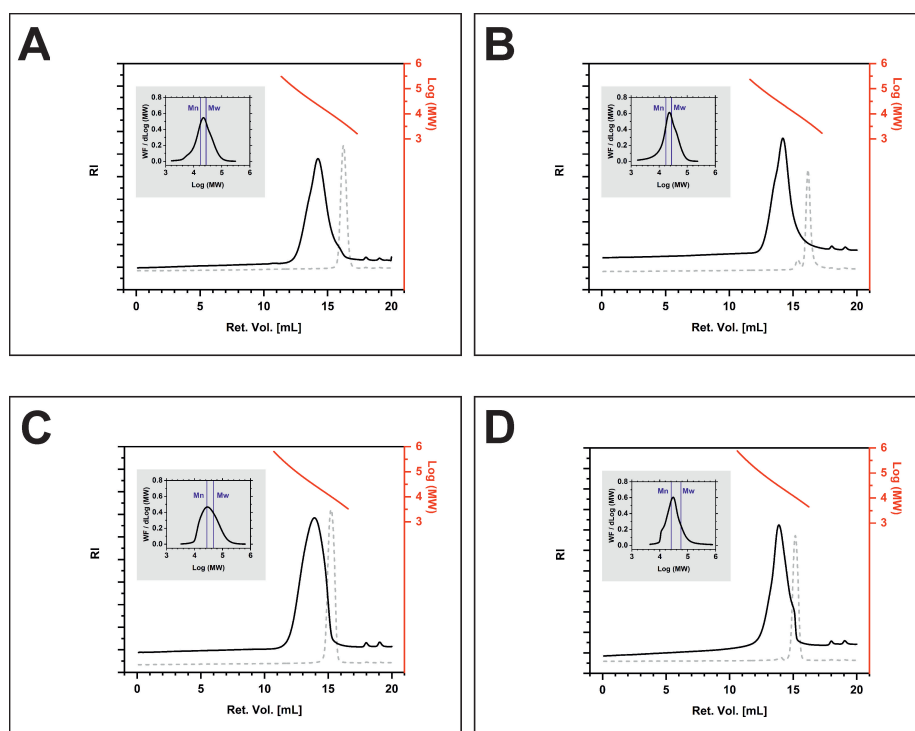 A
RI
Log (MW)
6
5
4
3
WF / dLog (MW)
0.8
0.6
0.4
0.2
0.0
Mn
Mw
3 4 5 6
Log (MW)
0 5 10 15 20
Ret. Vol. [mL]
B
RI
Log (MW)
6
5
4
3
WF / dLog (MW)
0.8
0.6
0.4
0.2
0.0
Mn
Mw
3 4 5 6
Log (MW)
0 5 10 15 20
Ret. Vol. [mL]
C
RI
Log (MW)
6
5
4
3
WF / dLog (MW)
0.8
0.6
0.4
0.2
0.0
Mn
Mw
3 4 5 6
Log (MW)
0 5 10 15 20
Ret. Vol. [mL]
D
RI
Log (MW)
6
5
4
3
WF / dLog (MW)
0.8
0.6
0.4
0.2
0.0
Mn
Mw
3 4 5 6
Log (MW)
0 5 10 15 20
Ret. Vol. [mL]